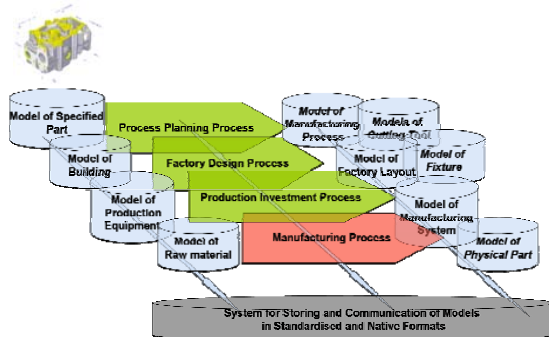 Model of Specified
Part
Process Planning Process
Model of
Manufacturing
Process
Models of
Cutting Tool
Model of
Building
Factory Design Process
Model of
Factory Layout
Model of
Fixture
Model of
Production
Equipment
Production Investment Process
Model of
Manufacturing
System
Model of
Raw material
Manufacturing Process
Model of
Physical Part
System for Storing and Communication of Models
in Standardised and Native Formats